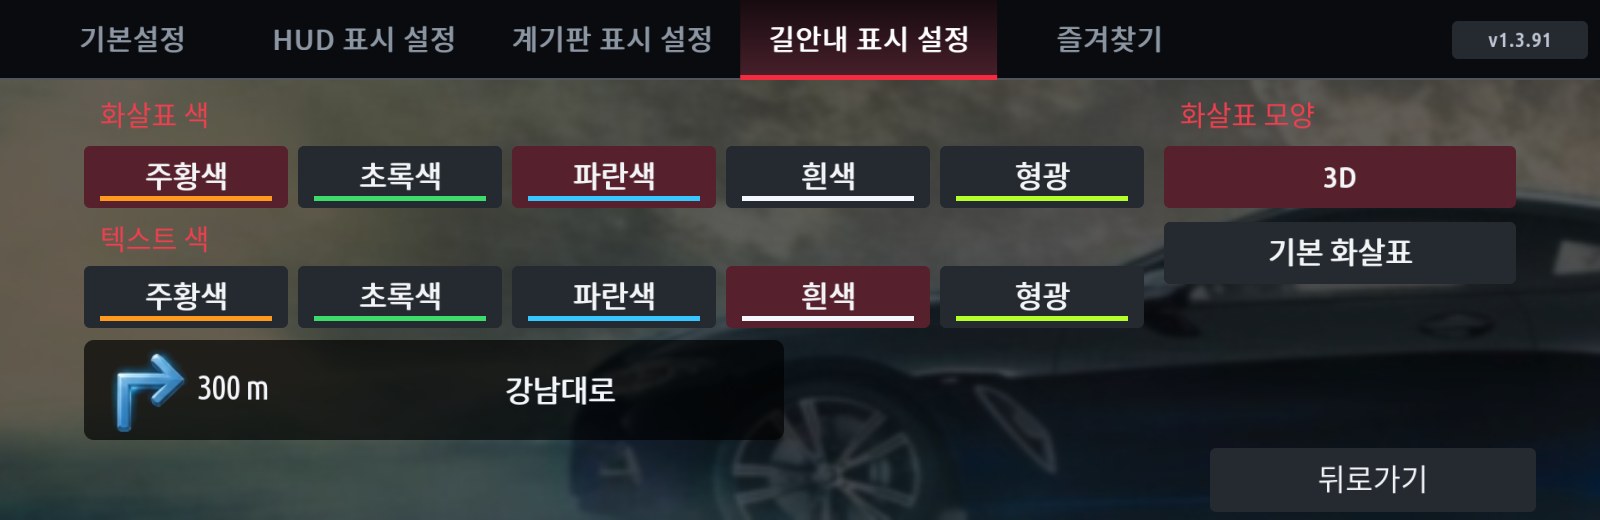 기본설정 HUD 표시 설정 계기판 표시 설정 길안내 표시 설정 즐겨찾기 v1.3.91
화살표 색 화살표 모양
주황색 초록색 파란색 흰색 형광 3D
텍스트 색 기본 화살표
주황색 초록색 파란색 흰색 형광
300 m 강남대로
뒤로가기